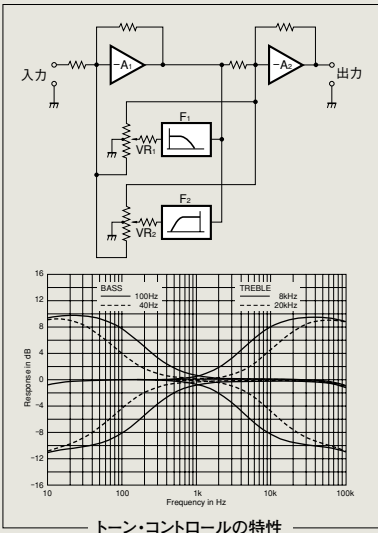 入力
−A1
−A2
出力
F1
VR1
F2
VR2
16
12
8
4
0
−4
−8
−12
−16
Response in dB
BASS
100Hz
40Hz
TREBLE
8kHz
20kHz
10
100
1k
10k
100k
Frequency in Hz
トーン・コントロールの特性